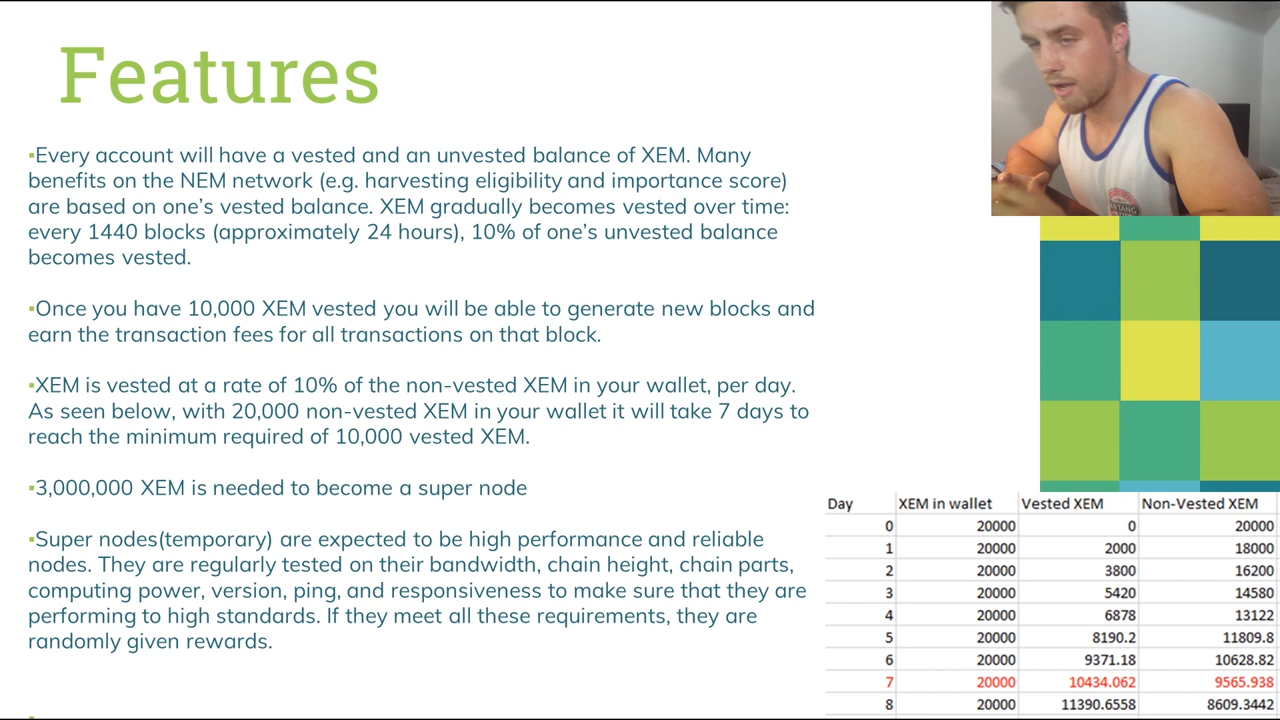 Features
▪Every account will have a vested and an unvested balance of XEM. Many
benefits on the NEM network (e.g. harvesting eligibility and importance score)
are based on one’s vested balance. XEM gradually becomes vested over time:
every 1440 blocks (approximately 24 hours), 10% of one’s unvested balance
becomes vested.
▪Once you have 10,000 XEM vested you will be able to generate new blocks and
earn the transaction fees for all transactions on that block.
▪XEM is vested at a rate of 10% of the non-vested XEM in your wallet, per day.
As seen below, with 20,000 non-vested XEM in your wallet it will take 7 days to
reach the minimum required of 10,000 vested XEM.
▪3,000,000 XEM is needed to become a super node
▪Super nodes(temporary) are expected to be high performance and reliable
nodes. They are regularly tested on their bandwidth, chain height, chain parts,
computing power, version, ping, and responsiveness to make sure that they are
performing to high standards. If they meet all these requirements, they are
randomly given rewards.
Day XEM in wallet Vested XEM Non-Vested XEM
0 20000 0 20000
1 20000 2000 18000
2 20000 3800 16200
3 20000 5420 14580
4 20000 6878 13122
5 20000 8190.2 11809.8
6 20000 9371.18 10628.82
7 20000 10434.062 9565.938
8 20000 11390.6558 8609.3442